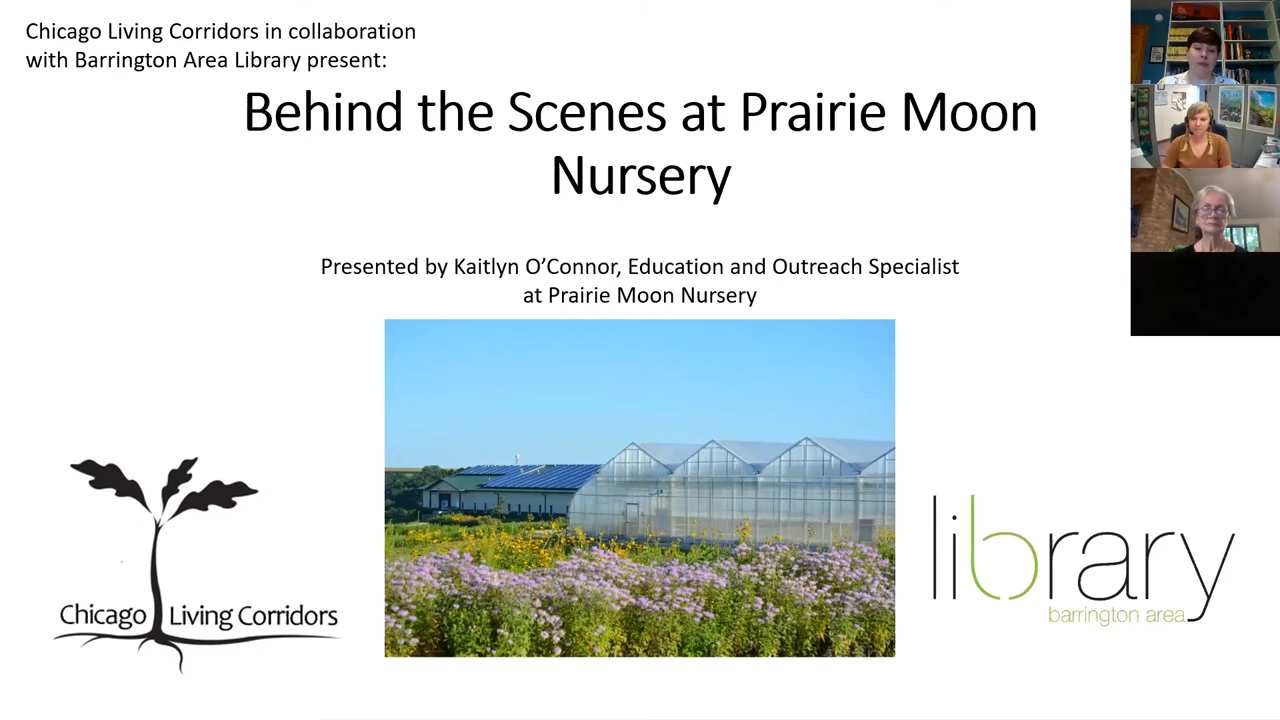 Chicago Living Corridors in collaboration
with Barrington Area Library present:
Behind the Scenes at Prairie Moon
Nursery
Presented by Kaitlyn O’Connor, Education and Outreach Specialist
at Prairie Moon Nursery
Chicago Living Corridors
library
barrington area